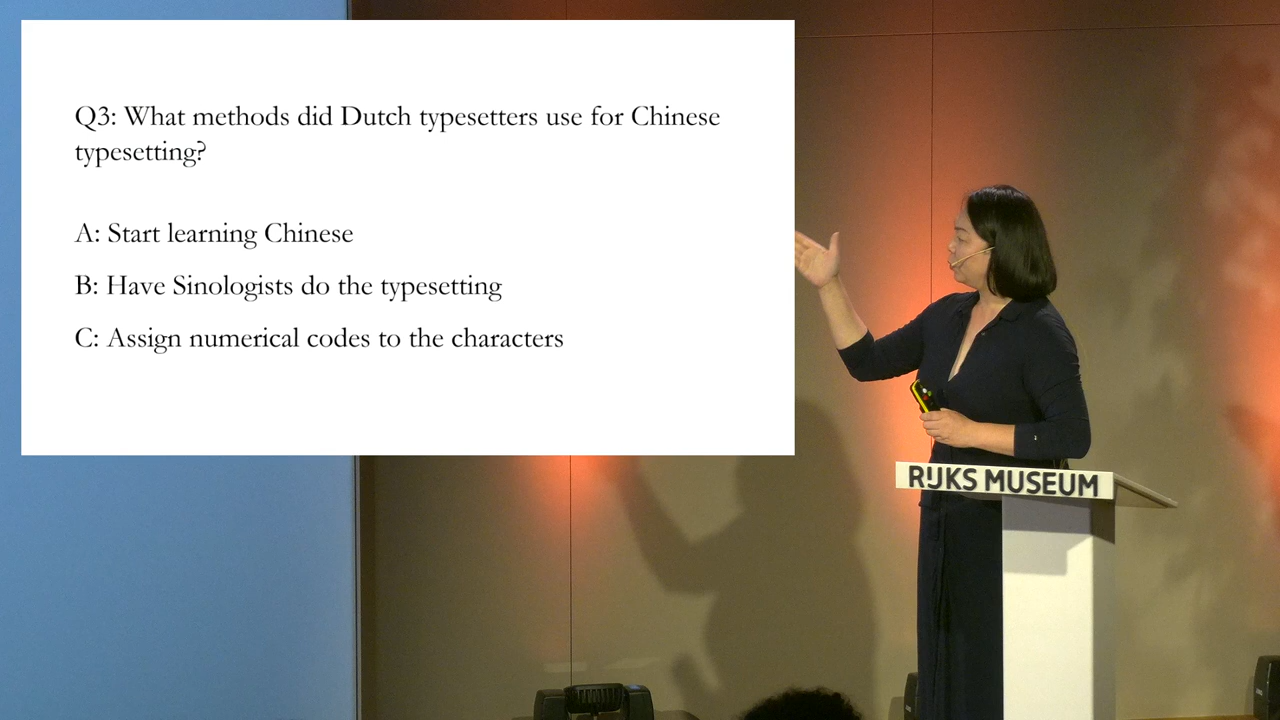 Q3: What methods did Dutch typesetters use for Chinese
typesetting?
A: Start learning Chinese
B: Have Sinologists do the typesetting
C: Assign numerical codes to the characters
RIJKS MUSEUM